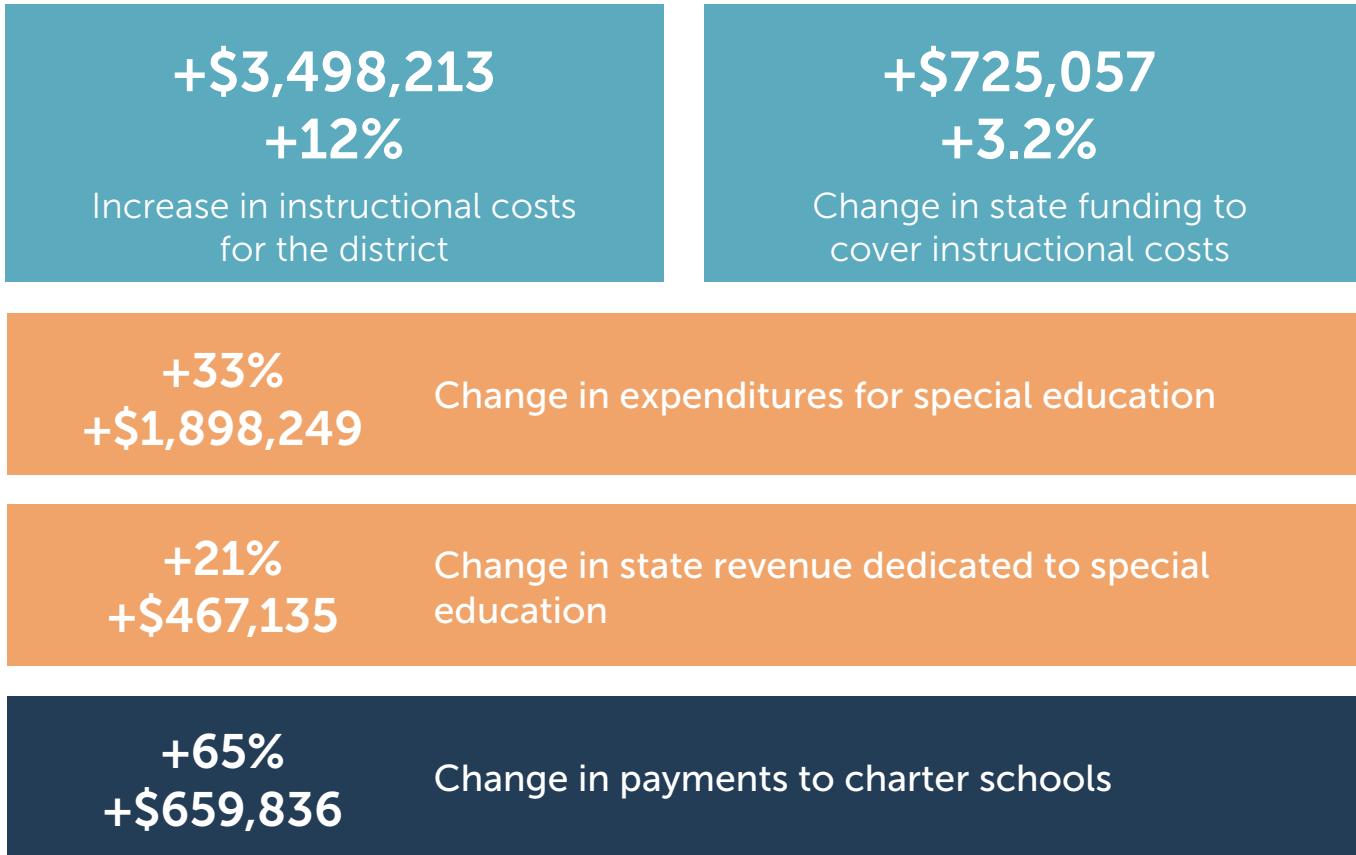 +$3,498,213
+12%
Increase in instructional costs
for the district
+$725,057
+3.2%
Change in state funding to
cover instructional costs
+33%
+$1,898,249
Change in expenditures for special education
+21%
+$467,135
Change in state revenue dedicated to special
education
+65%
+$659,836
Change in payments to charter schools